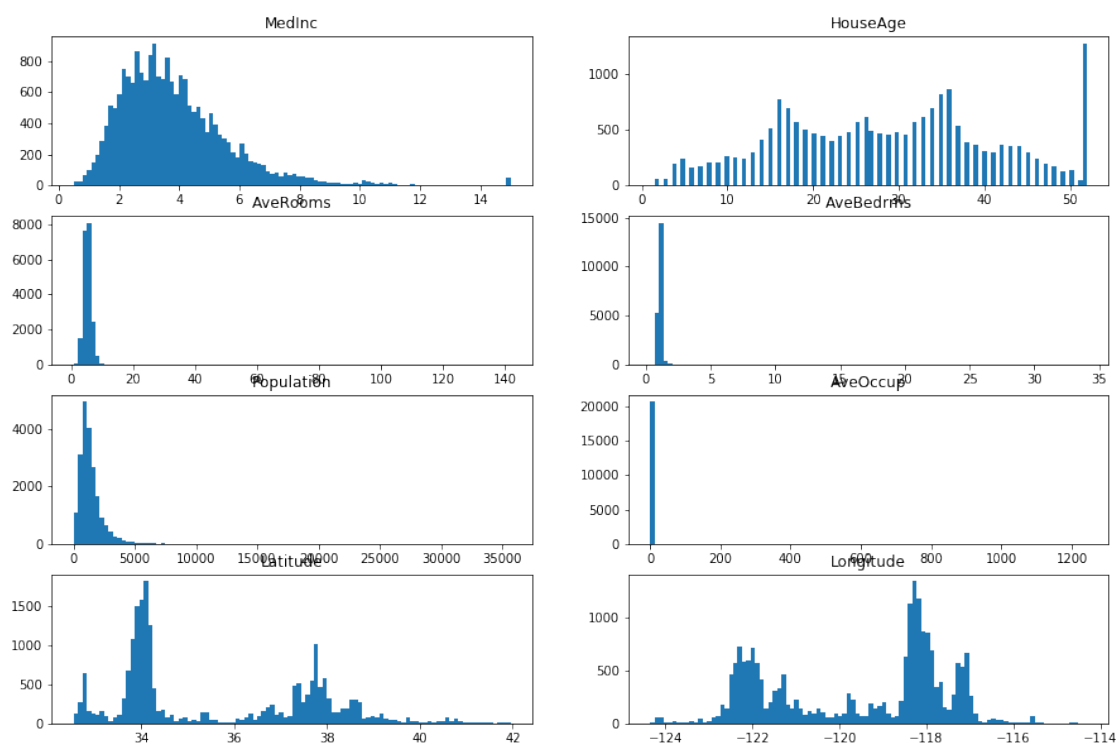 MedInc
HouseAge
800
600
400
200
0
0 2 4 6 8 10 12 14
1000
500
0
0 10 20 30 40 50
AveRooms
AveBedrms
8000
6000
4000
2000
0
0 20 40 60 80 100 120 140
15000
10000
5000
0
0 5 10 15 20 25 30 35
Population
AveOccup
4000
2000
0
0 5000 10000 15000 20000 25000 30000 35000
20000
15000
10000
5000
0
0 200 400 600 800 1000 1200
Latitude
Longitude
1500
1000
500
0
34 36 38 40 42
1000
500
0
−124 −122 −120 −118 −116 −114